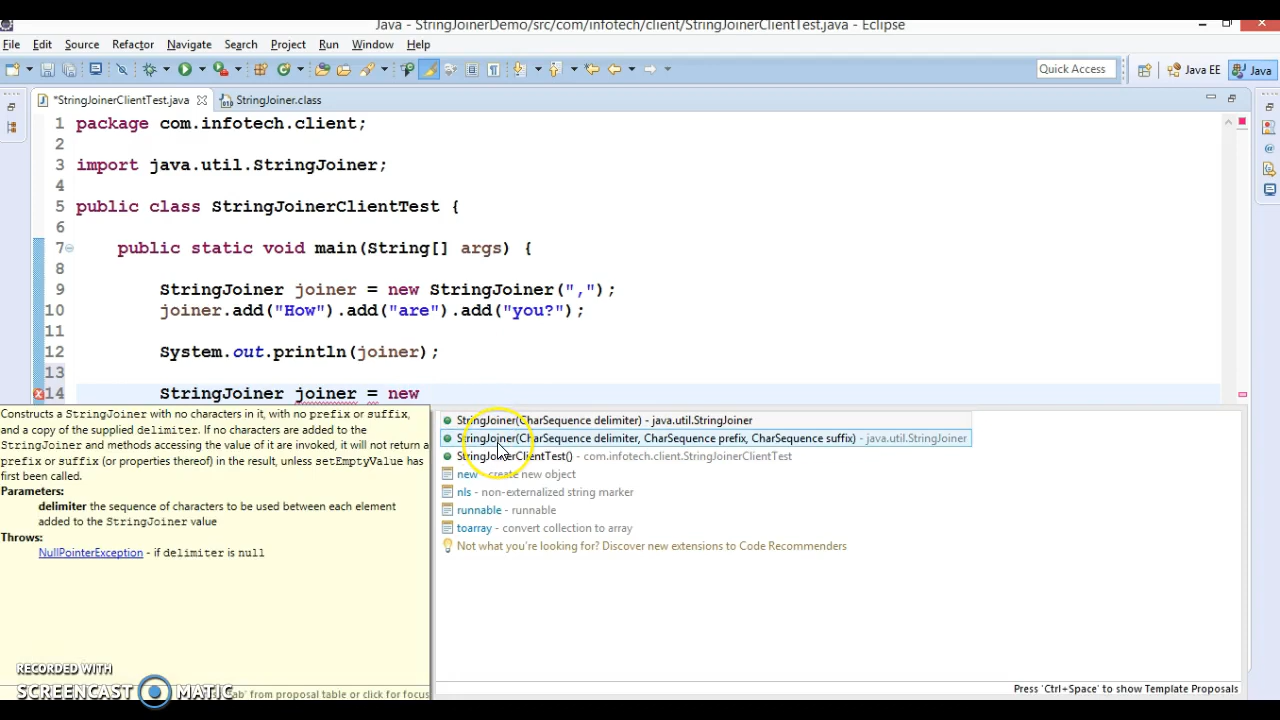 Java - StringJoinerDemo/src/com/infotech/client/StringJoinerClientTest.java - Eclipse
File Edit Source Refactor Navigate Search Project Run Window Help
Quick Access Java EE Java
*StringJoinerClientTest.java StringJoiner.class
1 package com.infotech.client;
2
3 import java.util.StringJoiner;
4
5 public class StringJoinerClientTest {
6
7 public static void main(String[] args) {
8
9 StringJoiner joiner = new StringJoiner(",");
10 joiner.add("How").add("are").add("you?");
11
12 System.out.println(joiner);
13
14 StringJoiner joiner = new
Constructs a StringJoiner with no characters in it, with no prefix or suffix,
and a copy of the supplied delimiter. If no characters are added to the
StringJoiner and methods accessing the value of it are invoked, it will not return a
prefix or suffix (or properties thereof) in the result, unless setEmptyValue has
first been called.
Parameters:
delimiter the sequence of characters to be used between each element
added to the StringJoiner value
Throws:
NullPointerException - if delimiter is null
StringJoiner(CharSequence delimiter) - java.util.StringJoiner
StringJoiner(CharSequence delimiter, CharSequence prefix, CharSequence suffix) - java.util.StringJoiner
StringJoinerClientTest() - com.infotech.client.StringJoinerClientTest
new - create new object
nls - non-externalized string marker
runnable - runnable
toarray - convert collection to array
Not what you're looking for? Discover new extensions to Code Recommenders
RECORDED WITH
SCREENCAST MATIC
' from proposal table or click for focus
Press 'Ctrl+Space' to show Template Proposals